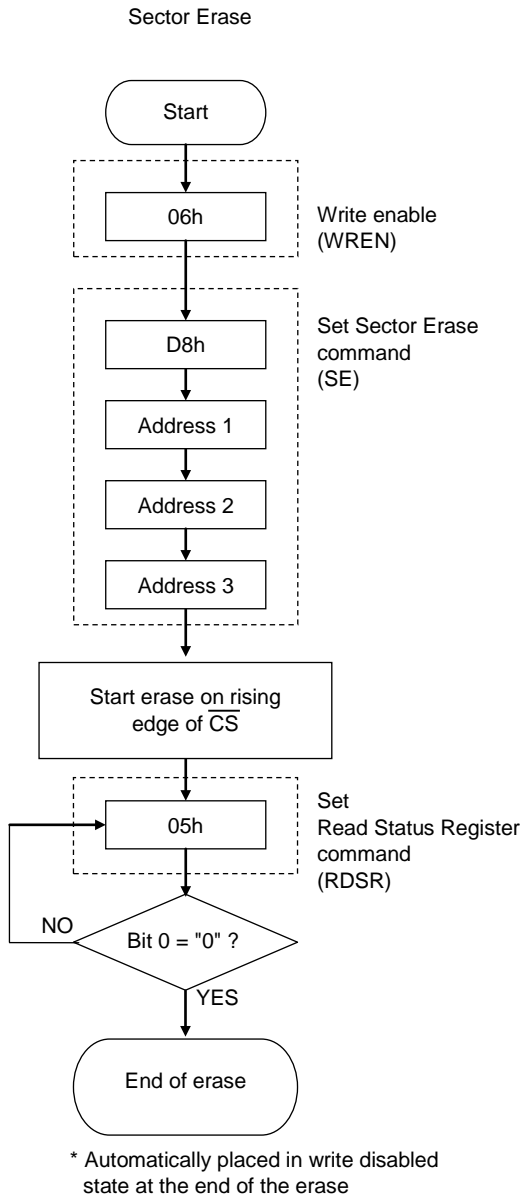 Sector Erase
Start
06h
Write enable
(WREN)
D8h
Set Sector Erase
command
(SE)
Address 1
Address 2
Address 3
Start erase on rising
edge of C̅S̅
05h
Set
Read Status Register
command
(RDSR)
NO
Bit 0 = "0" ?
YES
End of erase
* Automatically placed in write disabled
state at the end of the erase